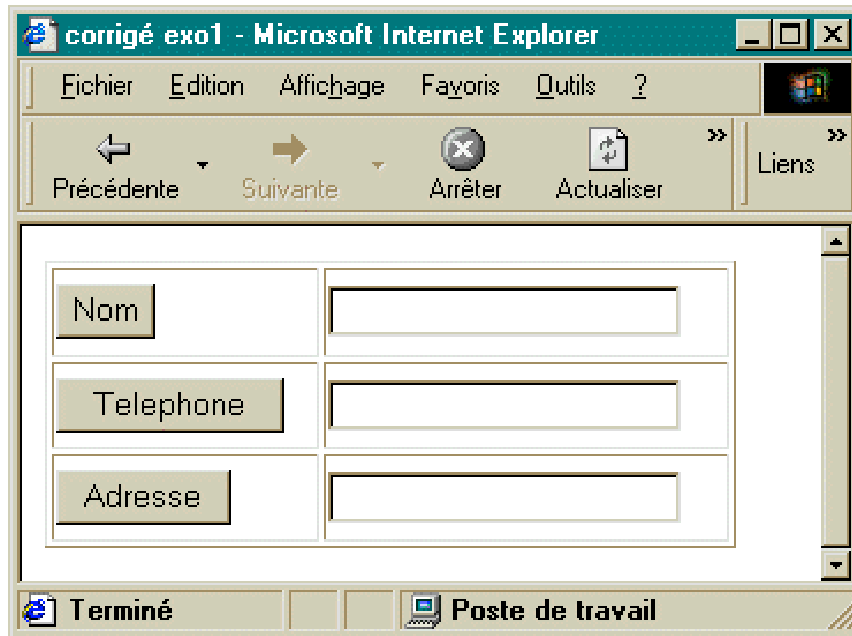 corrigé exo1 - Microsoft Internet Explorer
Fichier Edition Affichage Favoris Outils ?
Précédente Suivante Arrêter Actualiser » Liens »
Nom
Telephone
Adresse
Terminé Poste de travail